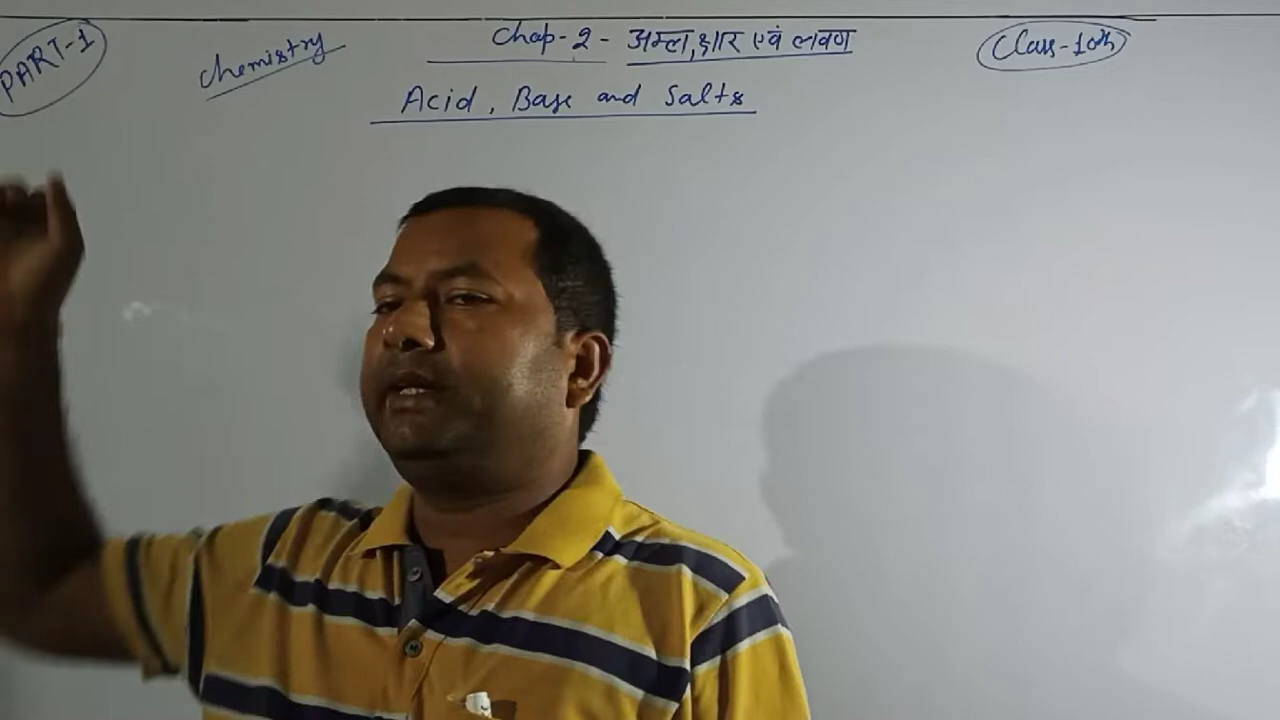 PART-1
Chemistry
Chap-2- अम्ल,क्षार एवं लवण
Class-10th
Acid, Base and Salts